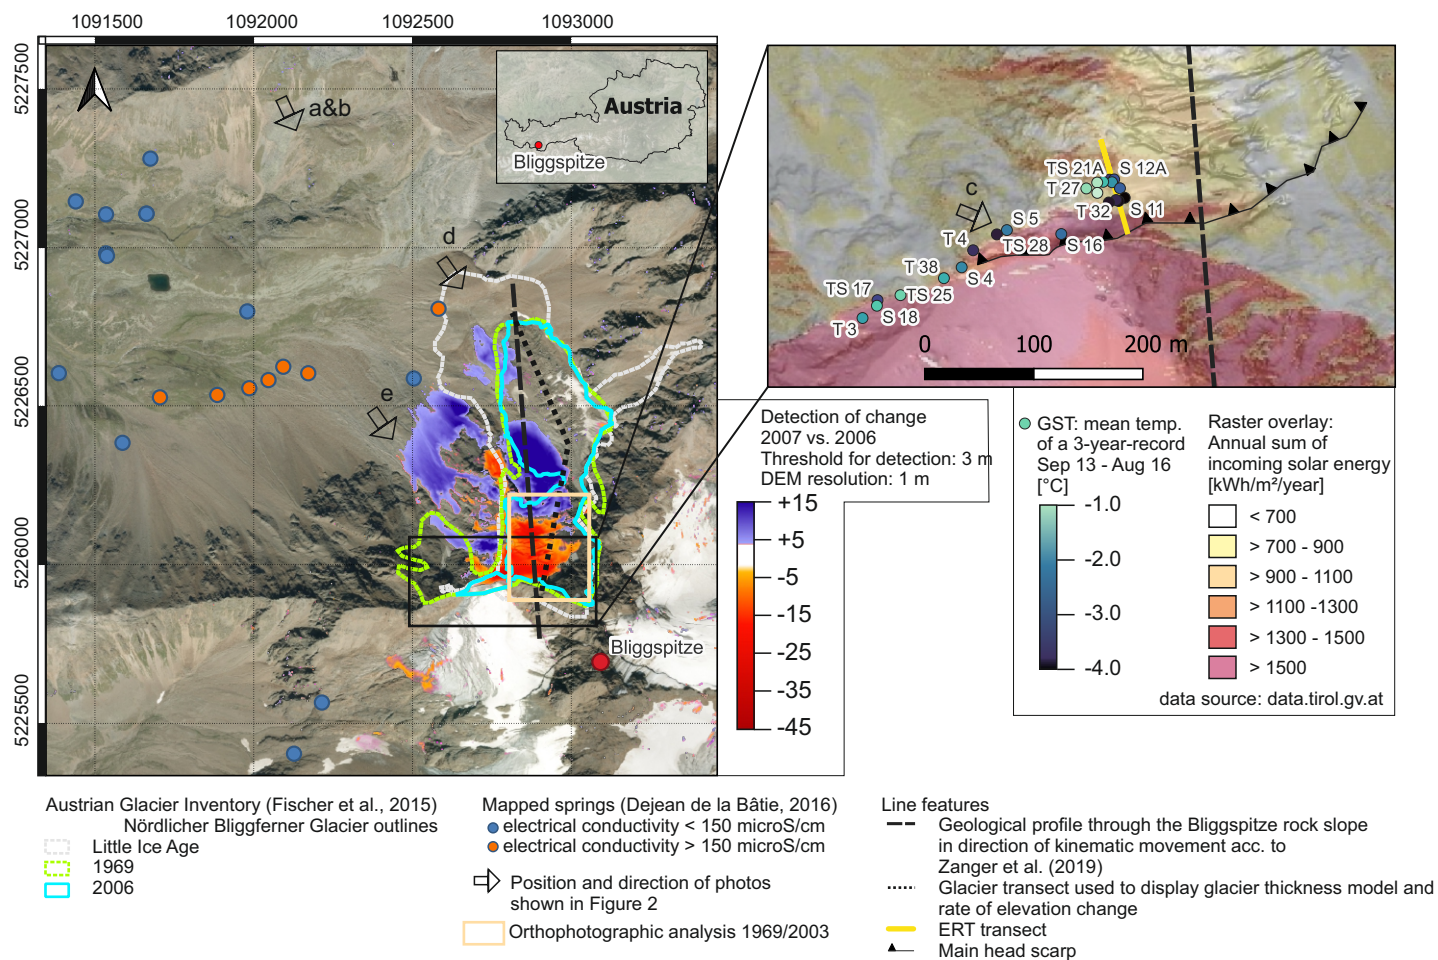 1091500
1092000
1092500
1093000
5227500
5227000
5226500
5226000
5225500
a&b
Austria
Bliggspitze
d
e
Bliggspitze
c
TS 21A
S 12A
T 27
T 32
S 11
S 5
T 4
TS 28
S 16
T 38
S 4
TS 17
TS 25
S 18
T 3
0
100
200 m
Detection of change
2007 vs. 2006
Threshold for detection: 3 m
DEM resolution: 1 m
+15
+5
-5
-15
-25
-35
-45
GST: mean temp.
of a 3-year-record
Sep 13 - Aug 16
[°C]
-1.0
-2.0
-3.0
-4.0
Raster overlay:
Annual sum of
incoming solar energy
[kWh/m²/year]
< 700
> 700 - 900
> 900 - 1100
> 1100 -1300
> 1300 - 1500
> 1500
data source: data.tirol.gv.at
Austrian Glacier Inventory (Fischer et al., 2015)
Nördlicher Bliggferner Glacier outlines
Little Ice Age
1969
2006
Mapped springs (Dejean de la Bâtie, 2016)
electrical conductivity < 150 microS/cm
electrical conductivity > 150 microS/cm
Position and direction of photos
shown in Figure 2
Orthophotographic analysis 1969/2003
Line features
Geological profile through the Bliggspitze rock slope
in direction of kinematic movement acc. to
Zanger et al. (2019)
Glacier transect used to display glacier thickness model and
rate of elevation change
ERT transect
Main head scarp